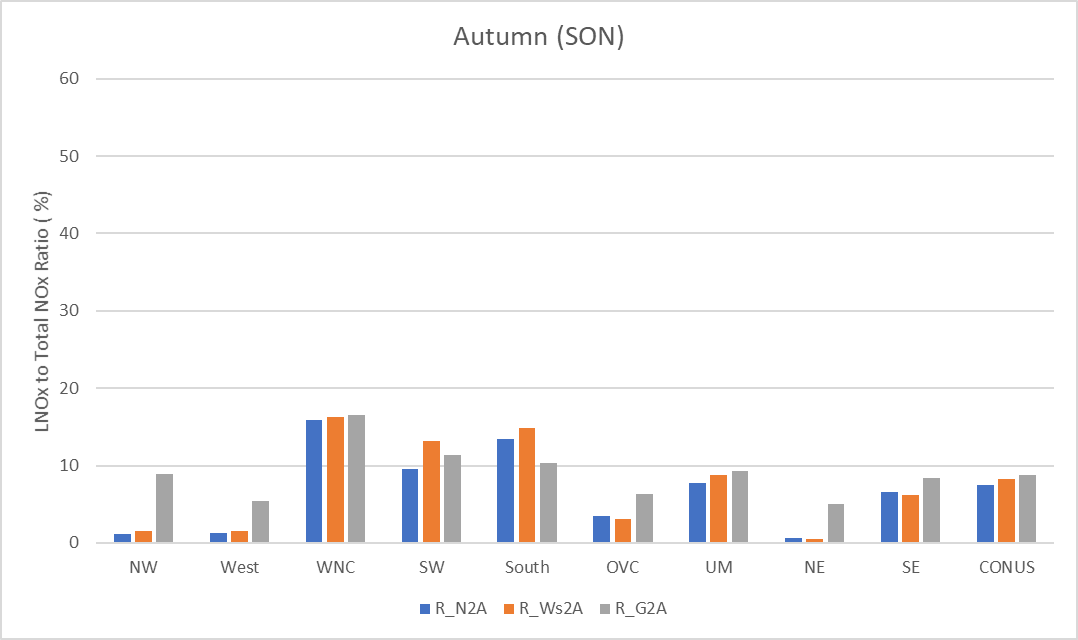 Autumn (SON)
LNOx to Total NOx Ratio ( %)
60
50
40
30
20
10
0
NW West WNC SW South OVC UM NE SE CONUS
R_N2A R_Ws2A R_G2A